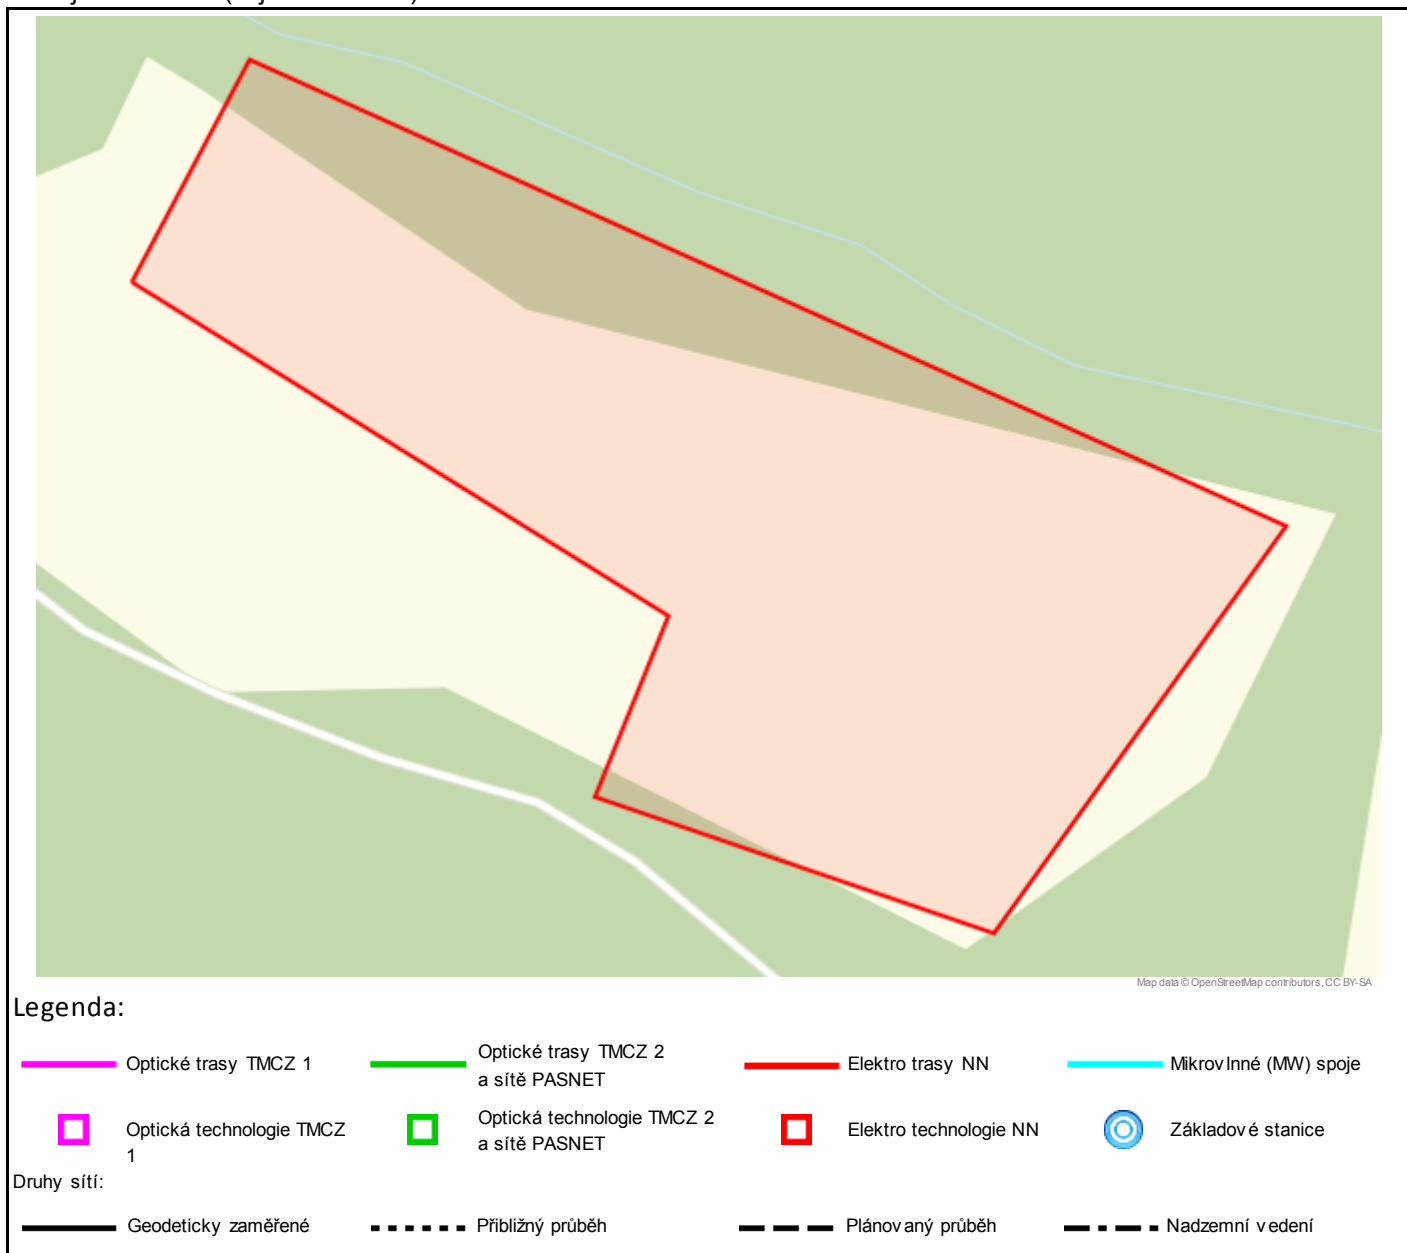 Map data © OpenStreetMap contributors, CC BY-SA
Legenda:
Optické trasy TMCZ 1
Optické trasy TMCZ 2
a sítě PASNET
Elektro trasy NN
Mikrovlnné (MW) spoje
Optická technologie TMCZ
1
Optická technologie TMCZ 2
a sítě PASNET
Elektro technologie NN
Základové stanice
Druhy sítí:
Geodeticky zaměřené
Přibližný průběh
Plánovaný průběh
Nadzemní vedení